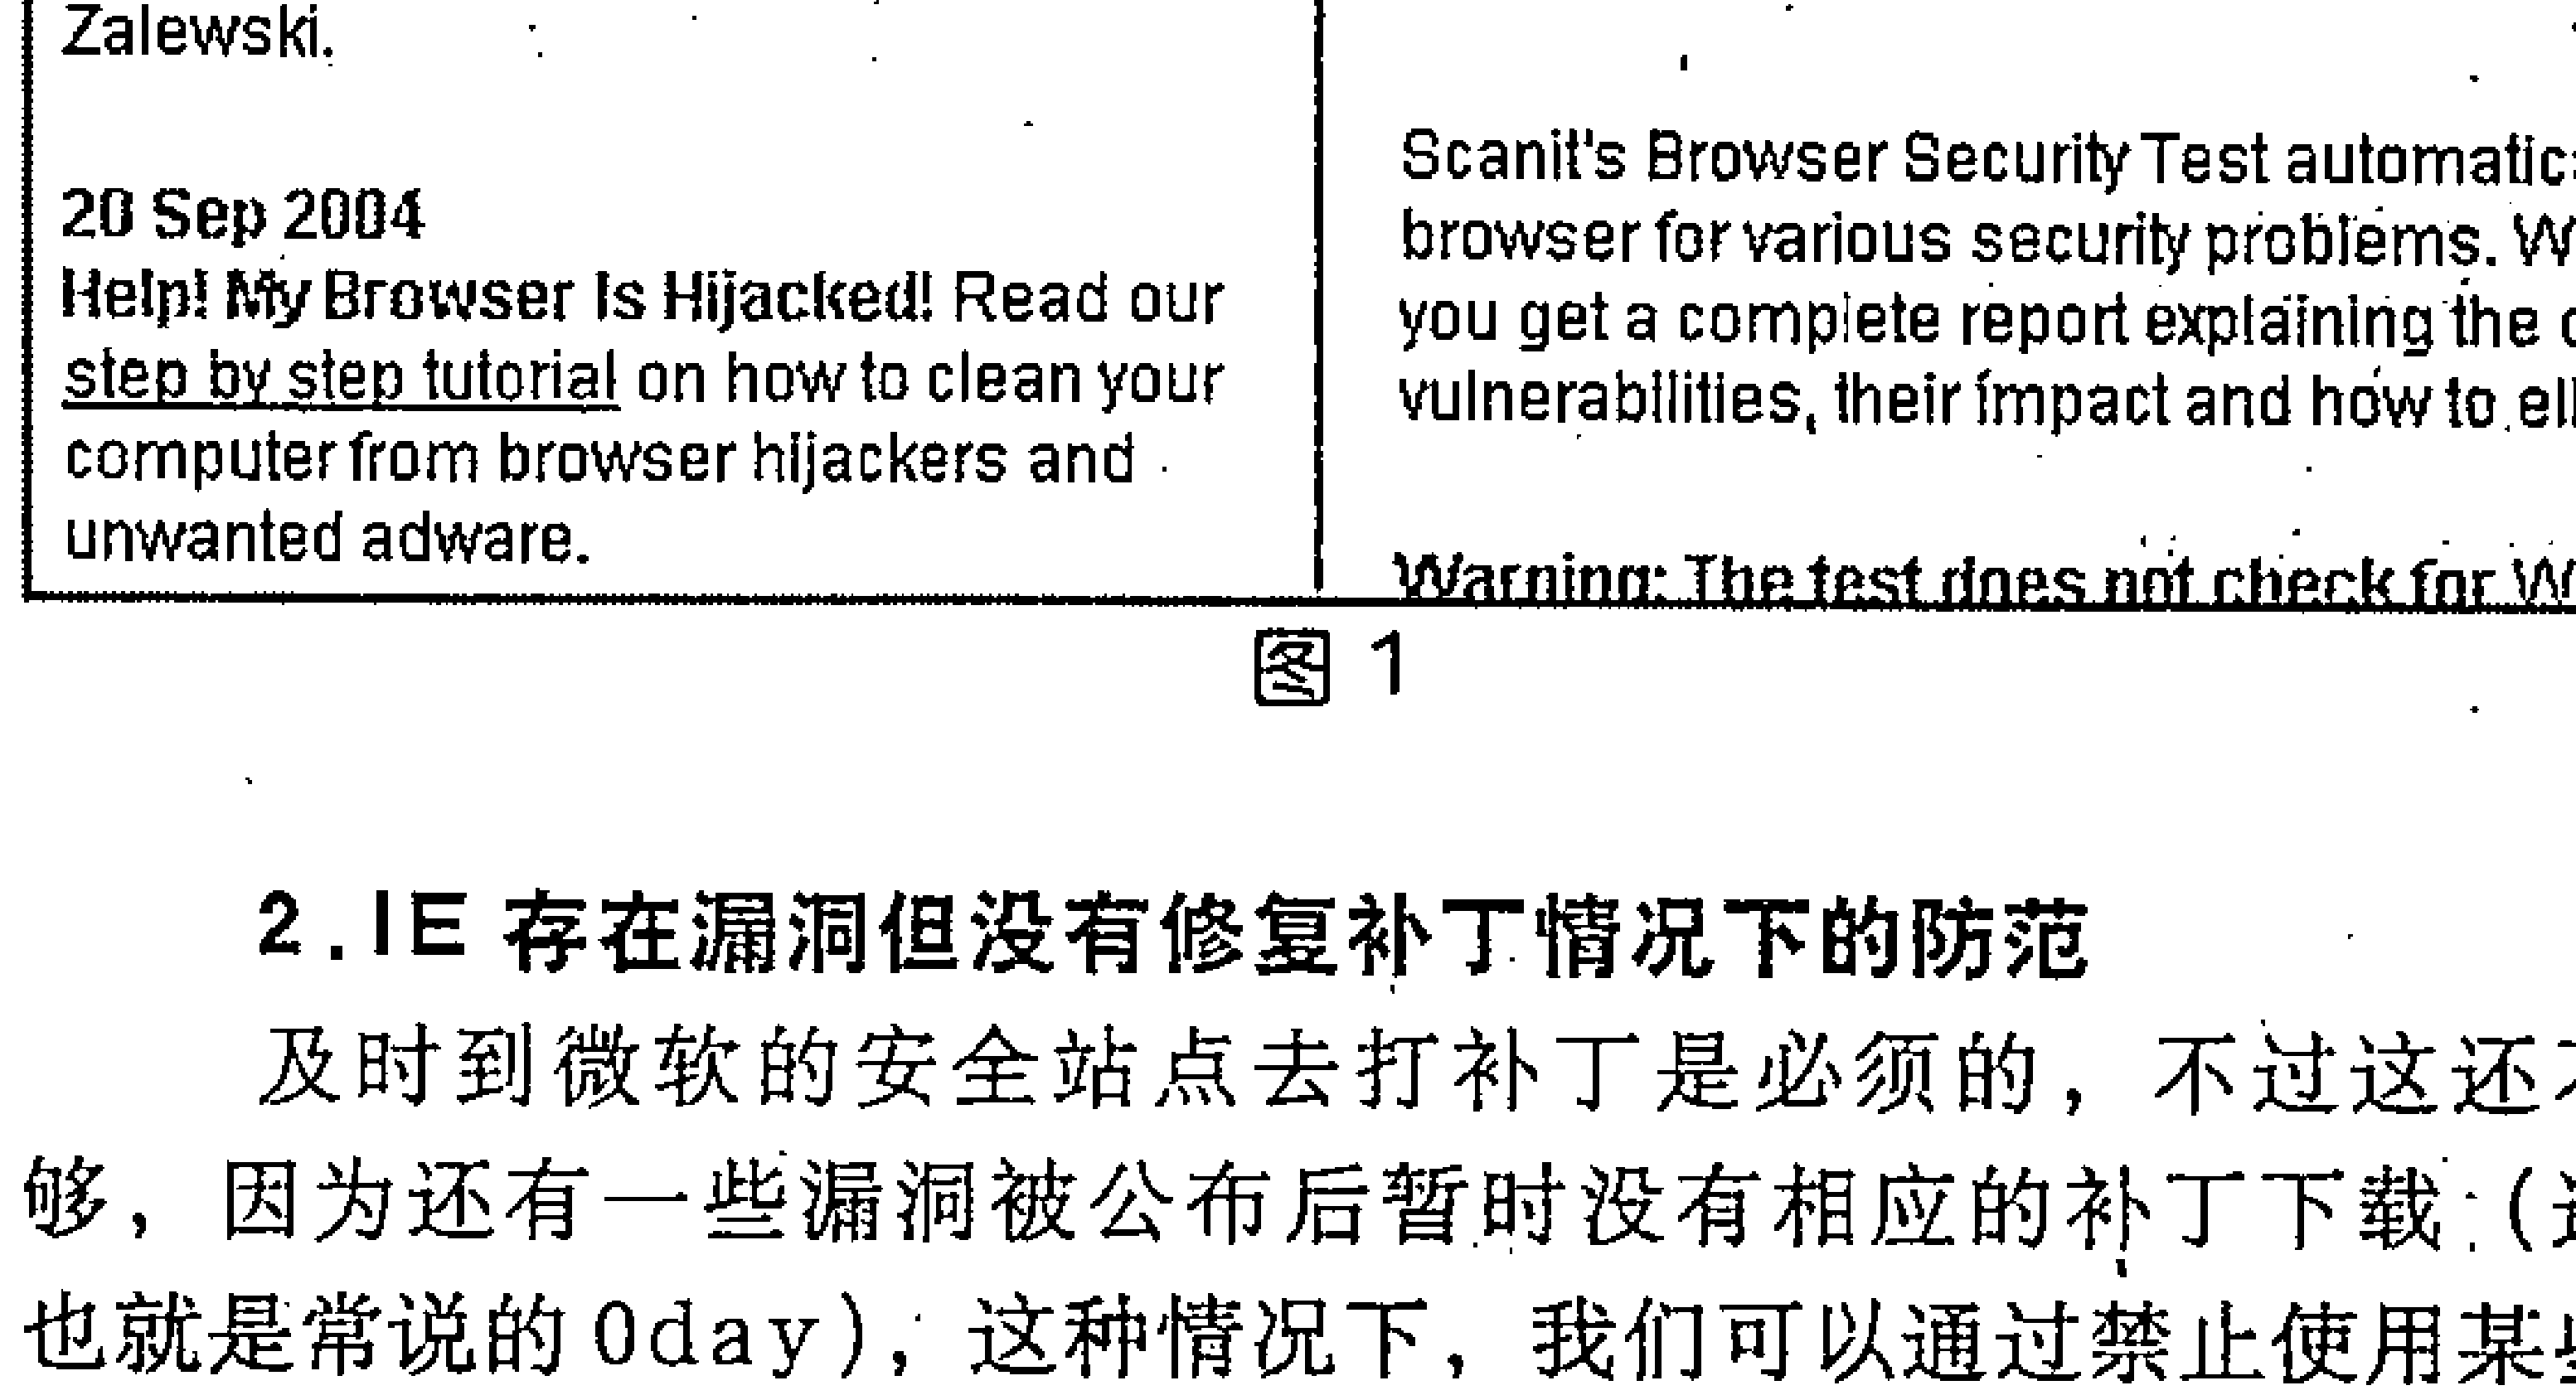 Zalewski.
20 Sep 2004
Help! My Browser Is Hijacked! Read our
step by step tutorial on how to clean your
computer from browser hijackers and
unwanted adware.
Scanit's Browser Security Test
browser for various security problems.
you get a complete report explaining the
vulnerabilities, their impact and how to
Warning: The test does not check for
图 1
2.IE 存在漏洞但没有修复补丁情况下的防范
及时到微软的安全站点去打补丁是必须的，不过这还
够，因为还有一些漏洞被公布后暂时没有相应的补丁下载（
也就是常说的0day），这种情况下，我们可以通过禁止使用某